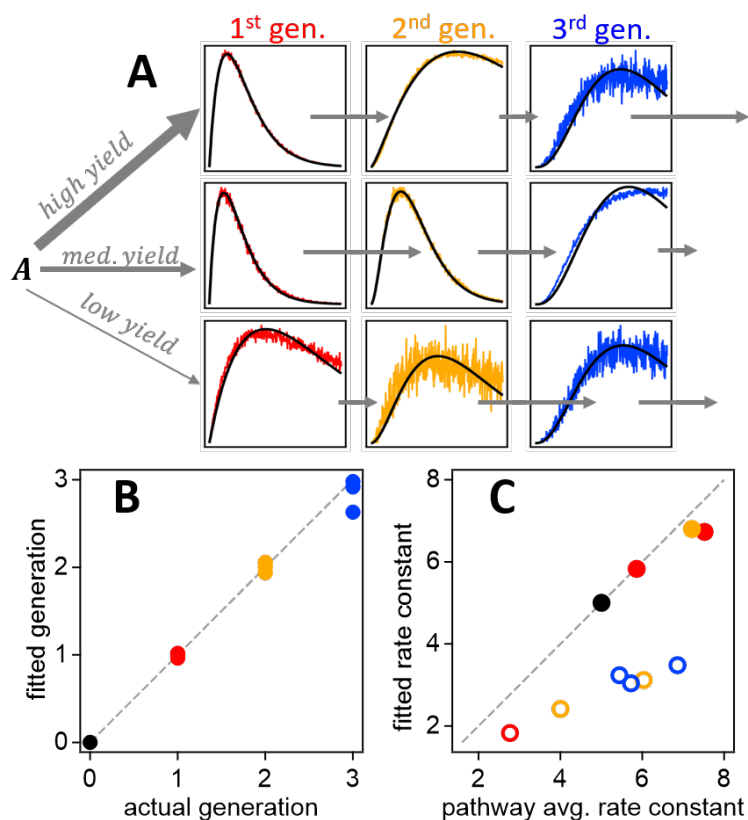 1st gen. 2nd gen. 3rd gen.
A
high yield
A med. yield
low yield
B
3
2
1
0
fitted generation
0 1 2 3
actual generation
C
8
6
4
2
fitted rate constant
2 4 6 8
pathway avg. rate constant